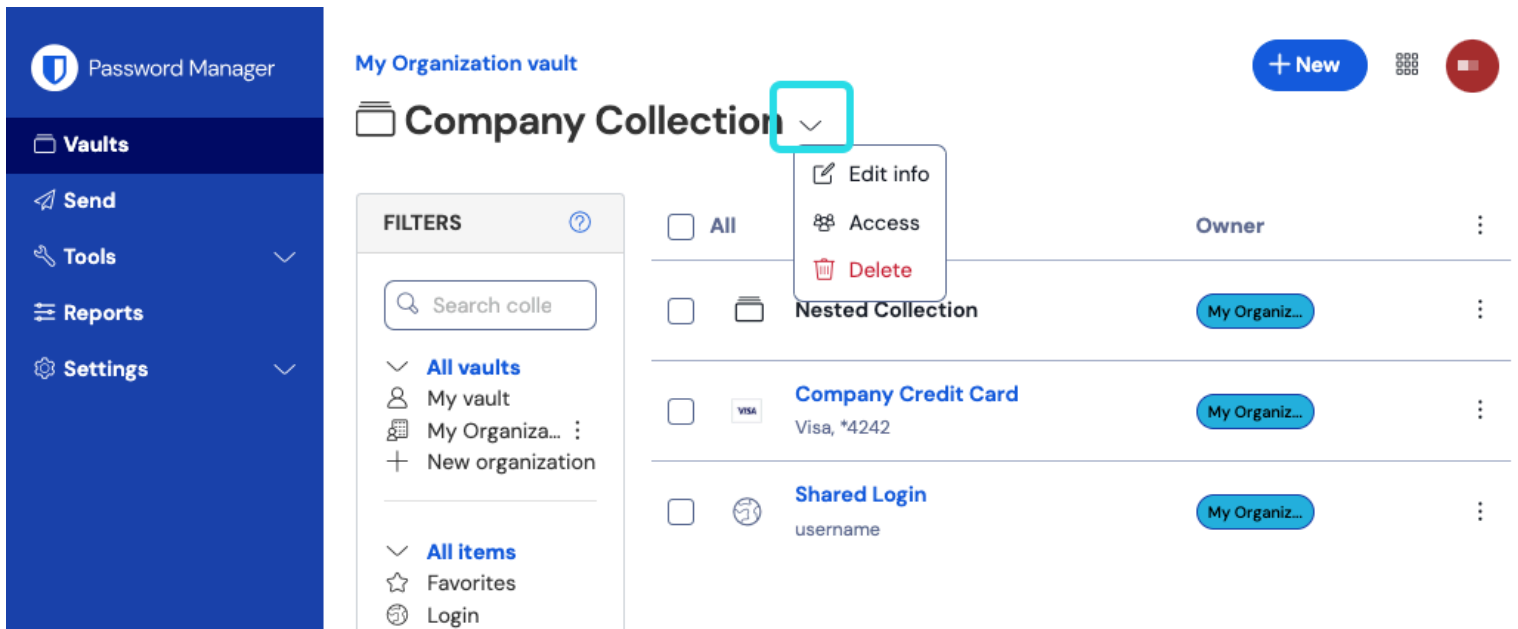 Password Manager
Vaults
Send
Tools
Reports
Settings
My Organization vault
Company Collection
New
Edit info
Access
Delete
FILTERS
Search colle
All vaults
My vault
My Organiza...
New organization
All items
Favorites
Login
All
Owner
Nested Collection
My Organiz...
VISA
Company Credit Card
Visa, *4242
My Organiz...
Shared Login
username
My Organiz...